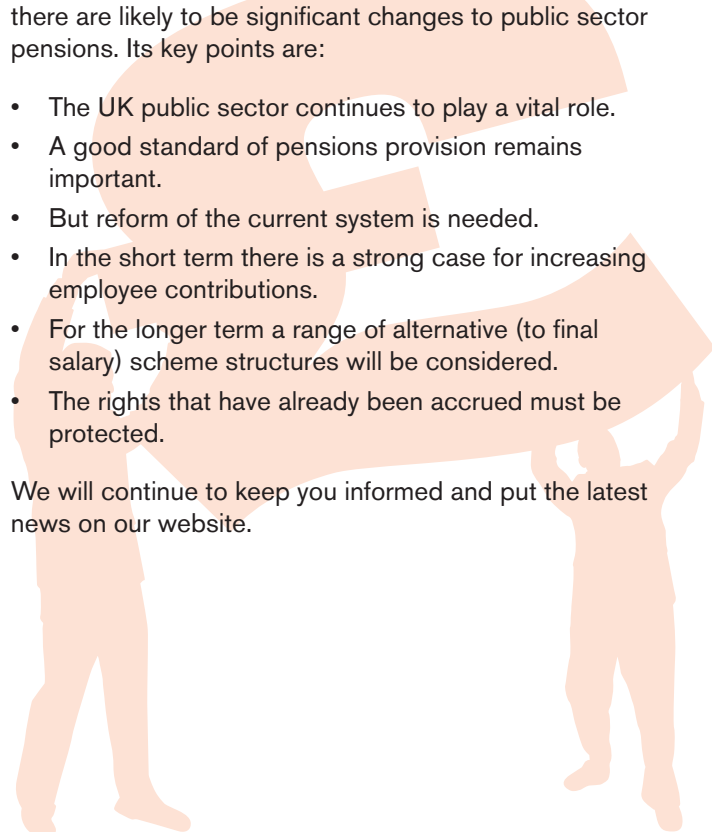 there are likely to be significant changes to public sector
pensions. Its key points are:
• The UK public sector continues to play a vital role.
• A good standard of pensions provision remains
important.
• But reform of the current system is needed.
• In the short term there is a strong case for increasing
employee contributions.
• For the longer term a range of alternative (to final
salary) scheme structures will be considered.
• The rights that have already been accrued must be
protected.
We will continue to keep you informed and put the latest
news on our website.